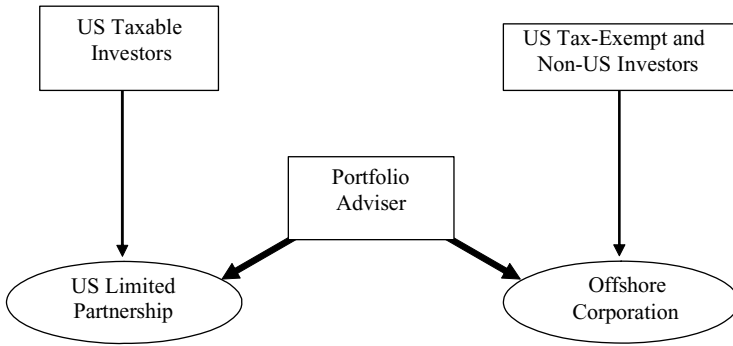 US Taxable
Investors
US Tax-Exempt and
Non-US Investors
Portfolio
Adviser
US Limited
Partnership
Offshore
Corporation